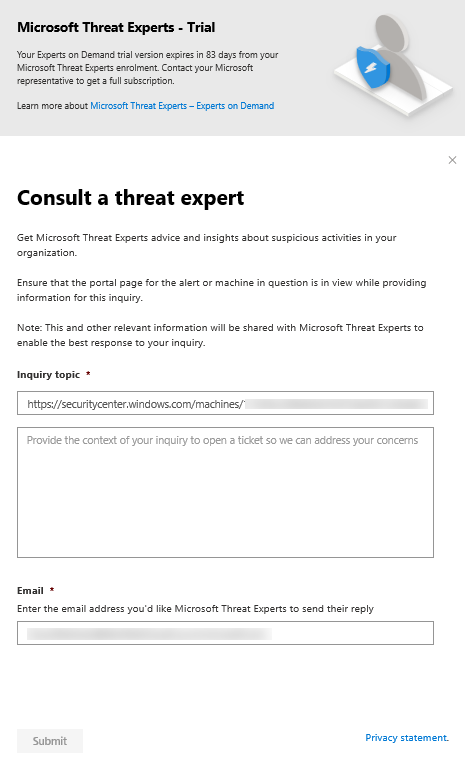 Microsoft Threat Experts - Trial
Your Experts on Demand trial version expires in 83 days from your
Microsoft Threat Experts enrolment. Contact your Microsoft
representative to get a full subscription.
Learn more about Microsoft Threat Experts – Experts on Demand
Consult a threat expert
Get Microsoft Threat Experts advice and insights about suspicious activities in your
organization.
Ensure that the portal page for the alert or machine in question is in view while providing
information for this inquiry.
Note: This and other relevant information will be shared with Microsoft Threat Experts to
enable the best response to your inquiry.
Inquiry topic *
https://securitycenter.windows.com/machines/
Provide the context of your inquiry to open a ticket so we can address your concerns
Email *
Enter the email address you'd like Microsoft Threat Experts to send their reply
Submit
Privacy statement.